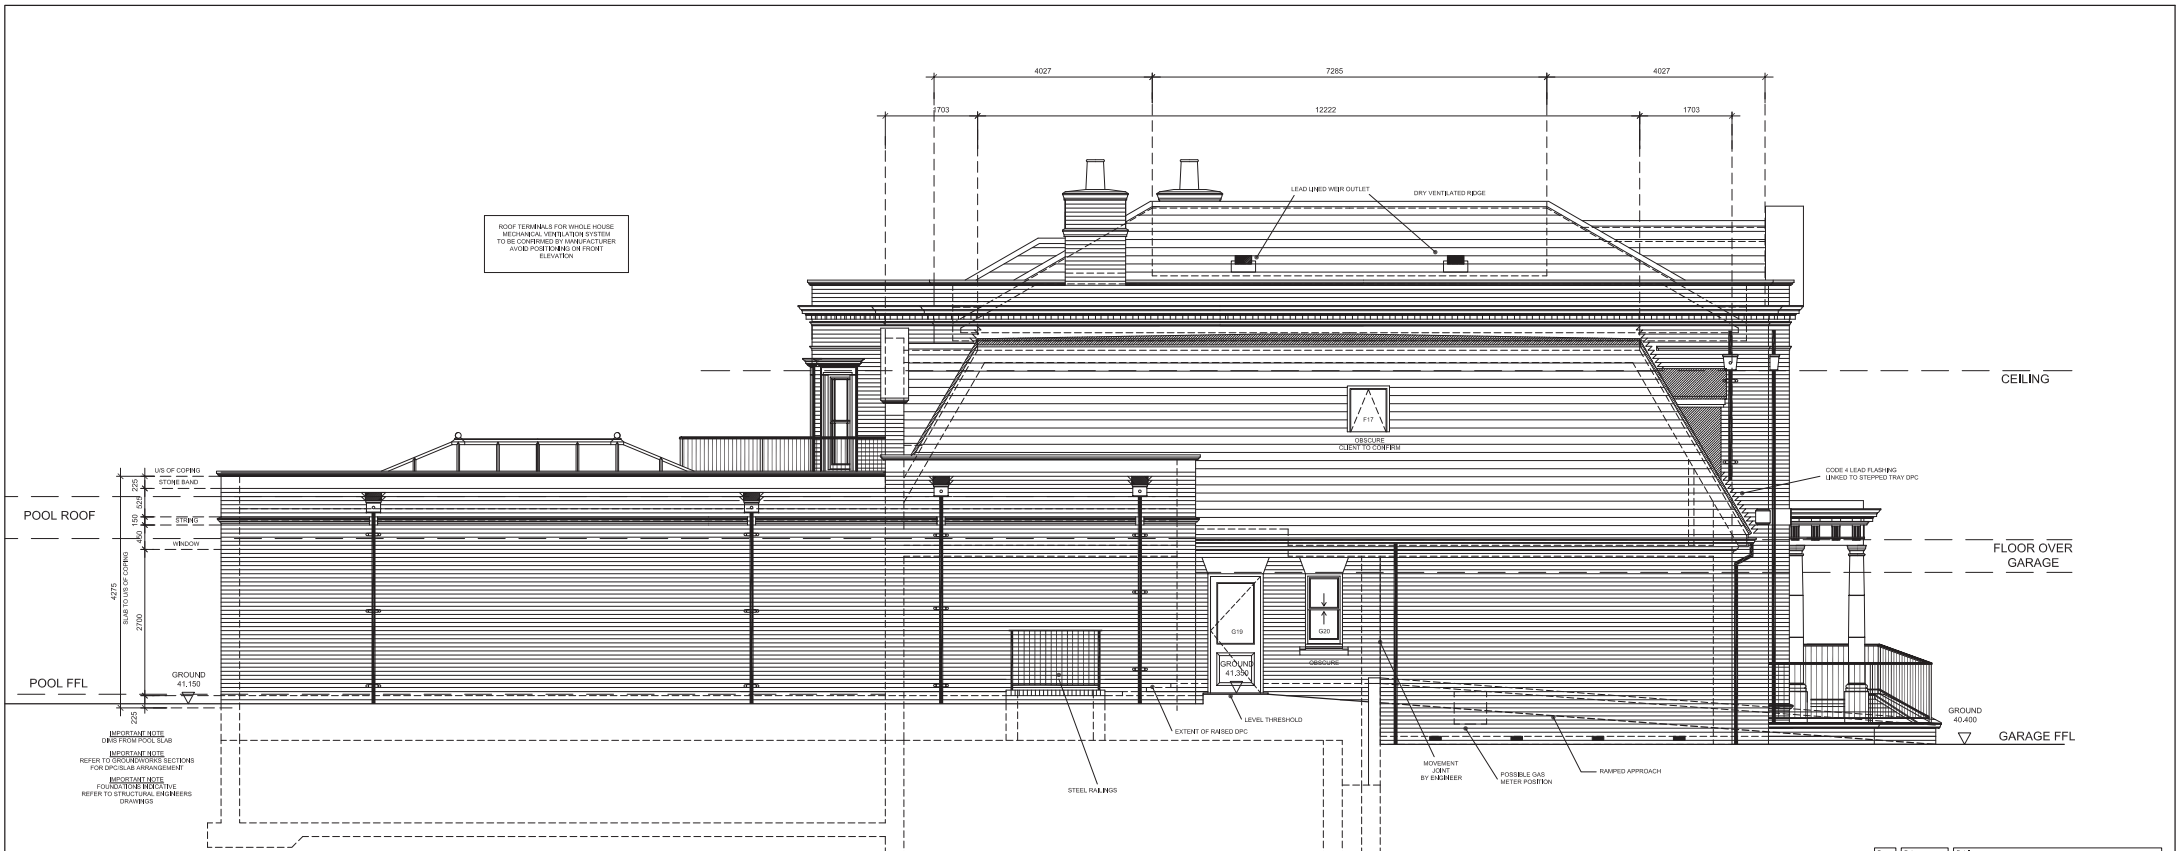 4027
7285
4027
1703
12222
1703
LEAD LINED WEIR OUTLET
DRY VENTILATED RIDGE
ROOF TERMINALS FOR WHOLE HOUSE
MECHANICAL VENTILATION SYSTEM
TO BE CONFIRMED BY MANUFACTURER
AVOID POSITIONING ON FRONT
ELEVATION
CEILING
F17
OBSCURE
CLIENT TO CONFIRM
U/S OF COPING
STONE BAND
STRING
WINDOW
225
525
150
450
2700
225
4275
SLAB TO U/S OF COPING
POOL ROOF
CODE 4 LEAD FLASHING
LINKED TO STEPPED TRAY DPC
FLOOR OVER
GARAGE
G19
G20
OBSCURE
GROUND
41,350
GROUND
41,150
POOL FFL
LEVEL THRESHOLD
EXTENT OF RAISED DPC
GROUND
40.400
GARAGE FFL
IMPORTANT NOTE
DIMS FROM POOL SLAB
IMPORTANT NOTE
REFER TO GROUNDWORKS SECTIONS
FOR DPC/SLAB ARRANGEMENT
IMPORTANT NOTE
FOUNDATIONS INDICATIVE
REFER TO STRUCTURAL ENGINEERS
DRAWINGS
STEEL RAILINGS
MOVEMENT
JOINT
BY ENGINEER
POSSIBLE GAS
METER POSITION
RAMPED APPROACH